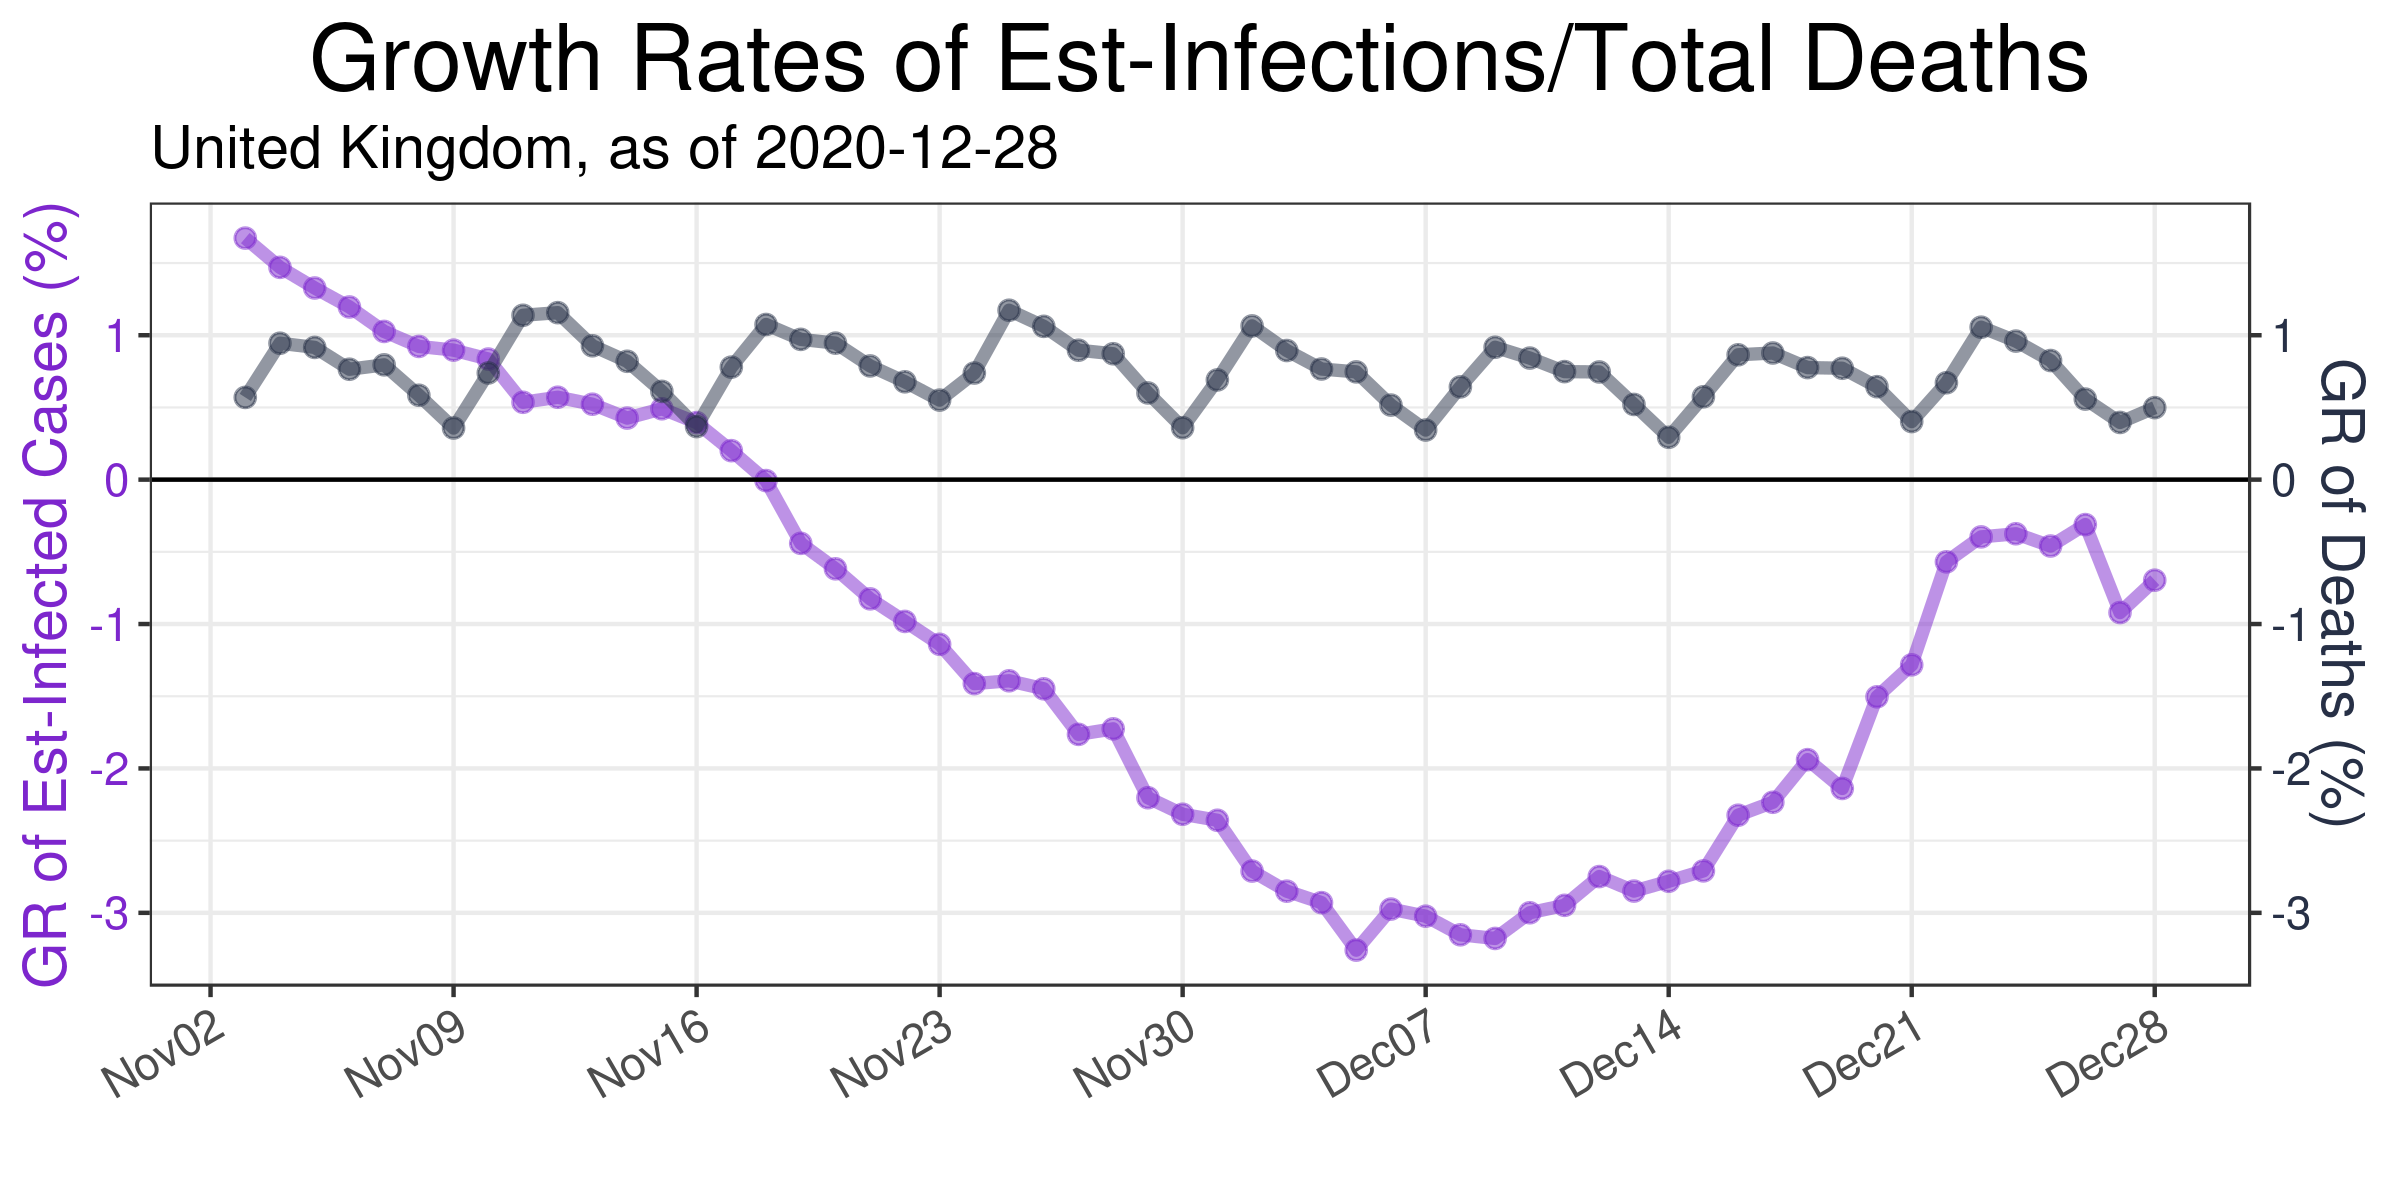 Growth Rates of Est-Infections/Total Deaths
United Kingdom, as of 2020-12-28
GR of Est-Infected Cases (%)
1
0
-1
-2
-3
1
0
-1
-2
-3
GR of Deaths (%)
Nov02
Nov09
Nov16
Nov23
Nov30
Dec07
Dec14
Dec21
Dec28